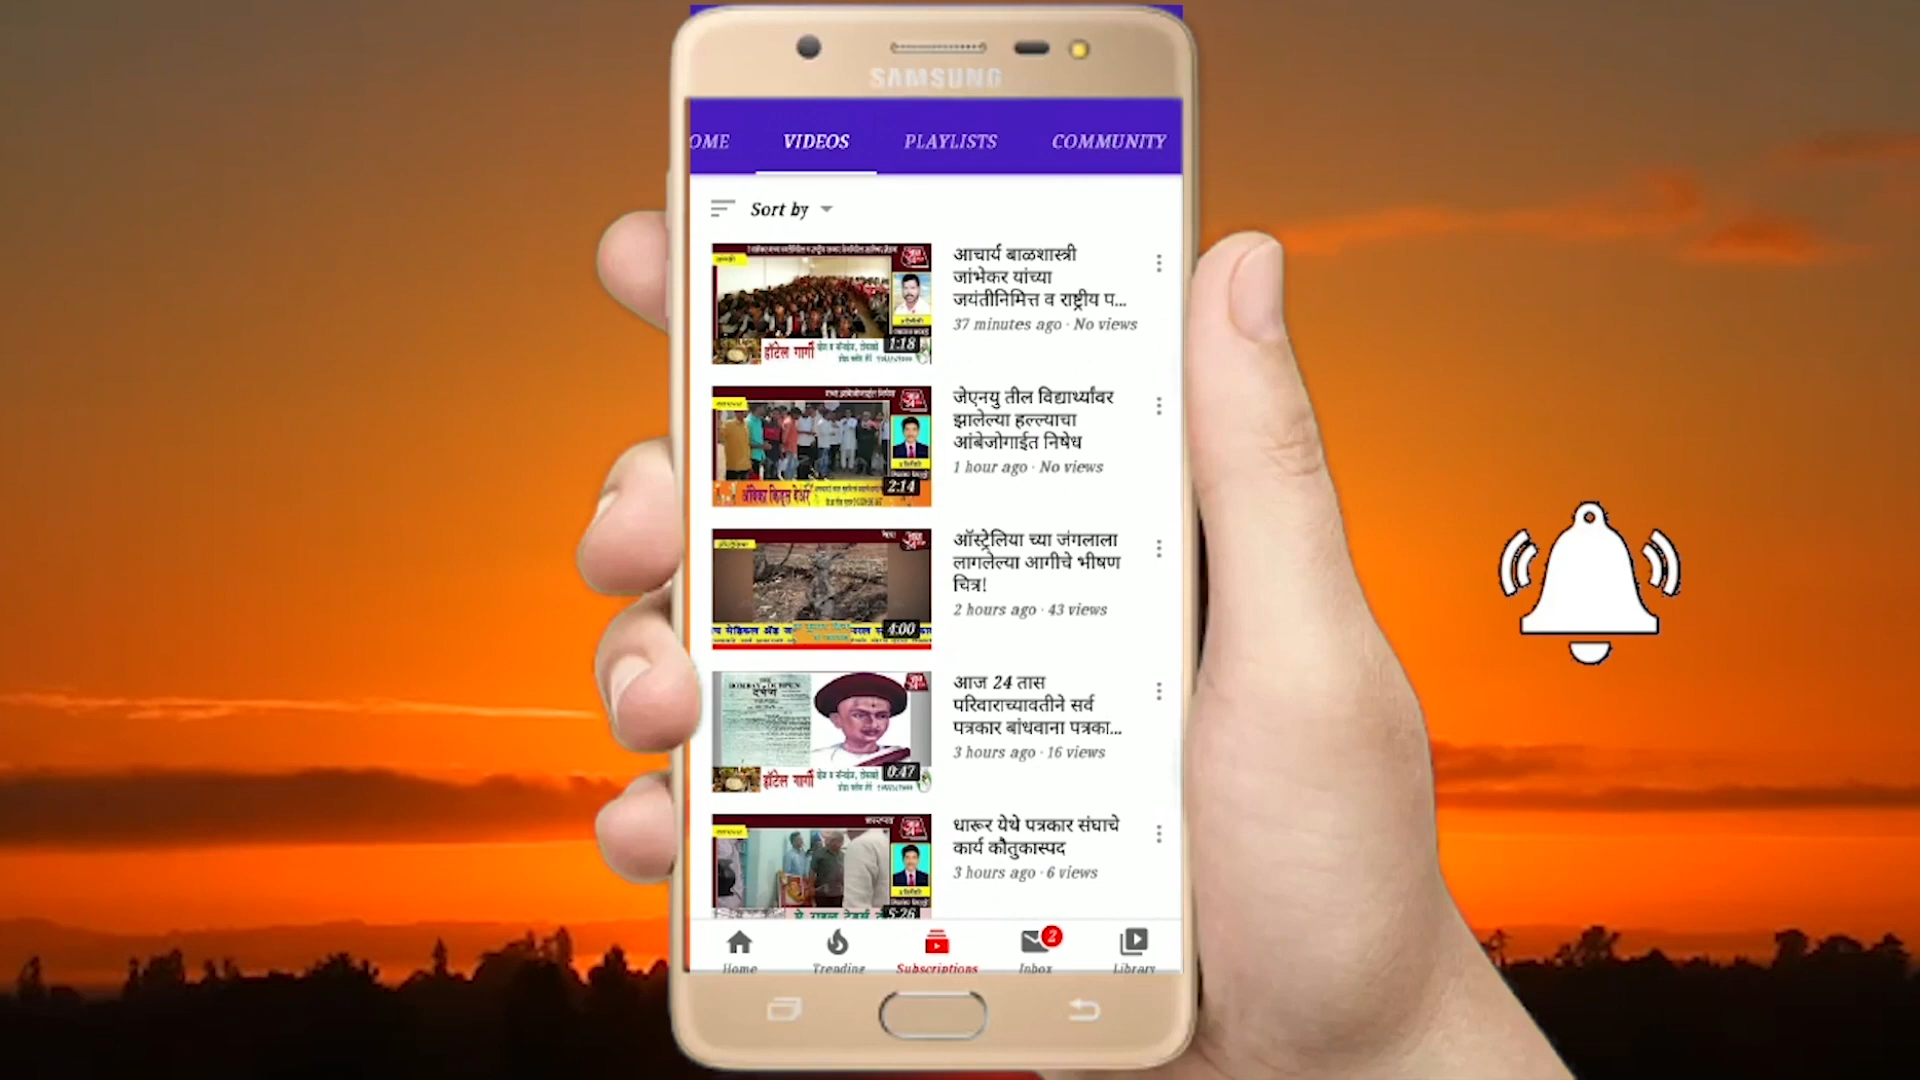 SAMSUNG
OME VIDEOS PLAYLISTS COMMUNITY
Sort by
आचार्य बाळशास्त्री
जांभेकर यांच्या
जयंतीनिमित्त व राष्ट्रीय प...
37 minutes ago · No views
हॉटेल गार्गी
1:18
जेएनयु तील विद्यार्थ्यांवर
झालेल्या हल्ल्याचा
आंबेजोगाईत निषेध
1 hour ago · No views
2:14
ऑस्ट्रेलिया च्या जंगलाला
लागलेल्या आगीचे भीषण
चित्र!
2 hours ago · 43 views
4:00
आज 24 तास
परिवाराच्यावतीने सर्व
पत्रकार बांधवाना पत्रका...
3 hours ago · 16 views
हॉटेल गार्गी
0:47
धारूर येथे पत्रकार संघाचे
कार्य कौतुकास्पद
3 hours ago · 6 views
5:26
2
Home Trending Subscriptions Inbox Library